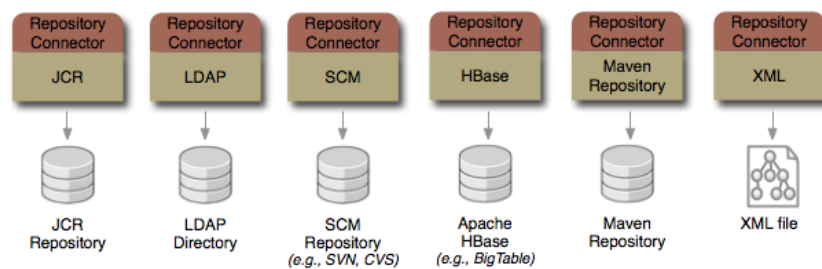 Repository
Connector
JCR
JCR
Repository
Repository
Connector
LDAP
LDAP
Directory
Repository
Connector
SCM
SCM
Repository
(e.g., SVN, CVS)
Repository
Connector
HBase
Apache
HBase
(e.g., BigTable)
Repository
Connector
Maven
Repository
Maven
Repository
Repository
Connector
XML
XML file